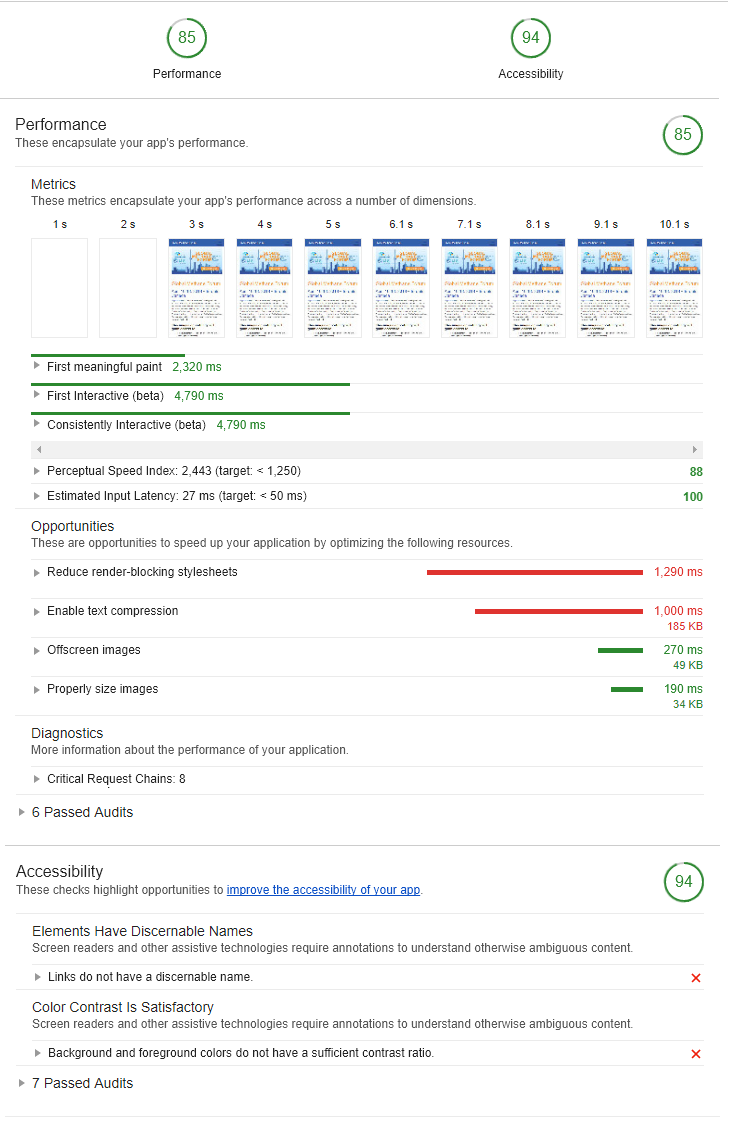 85
94
Performance
Accessibility
Performance
These encapsulate your app's performance.
85
Metrics
These metrics encapsulate your app's performance across a number of dimensions.
1 s 2 s 3 s 4 s 5 s 6.1 s 7.1 s 8.1 s 9.1 s 10.1 s
First meaningful paint 2,320 ms
First Interactive (beta) 4,790 ms
Consistently Interactive (beta) 4,790 ms
Perceptual Speed Index: 2,443 (target: < 1,250) 88
Estimated Input Latency: 27 ms (target: < 50 ms) 100
Opportunities
These are opportunities to speed up your application by optimizing the following resources.
Reduce render-blocking stylesheets 1,290 ms
Enable text compression 1,000 ms
185 KB
Offscreen images 270 ms
49 KB
Properly size images 190 ms
34 KB
Diagnostics
More information about the performance of your application.
Critical Request Chains: 8
6 Passed Audits
Accessibility
These checks highlight opportunities to improve the accessibility of your app.
94
Elements Have Discernable Names
Screen readers and other assistive technologies require annotations to understand otherwise ambiguous content.
Links do not have a discernable name.
Color Contrast Is Satisfactory
Screen readers and other assistive technologies require annotations to understand otherwise ambiguous content.
Background and foreground colors do not have a sufficient contrast ratio.
7 Passed Audits